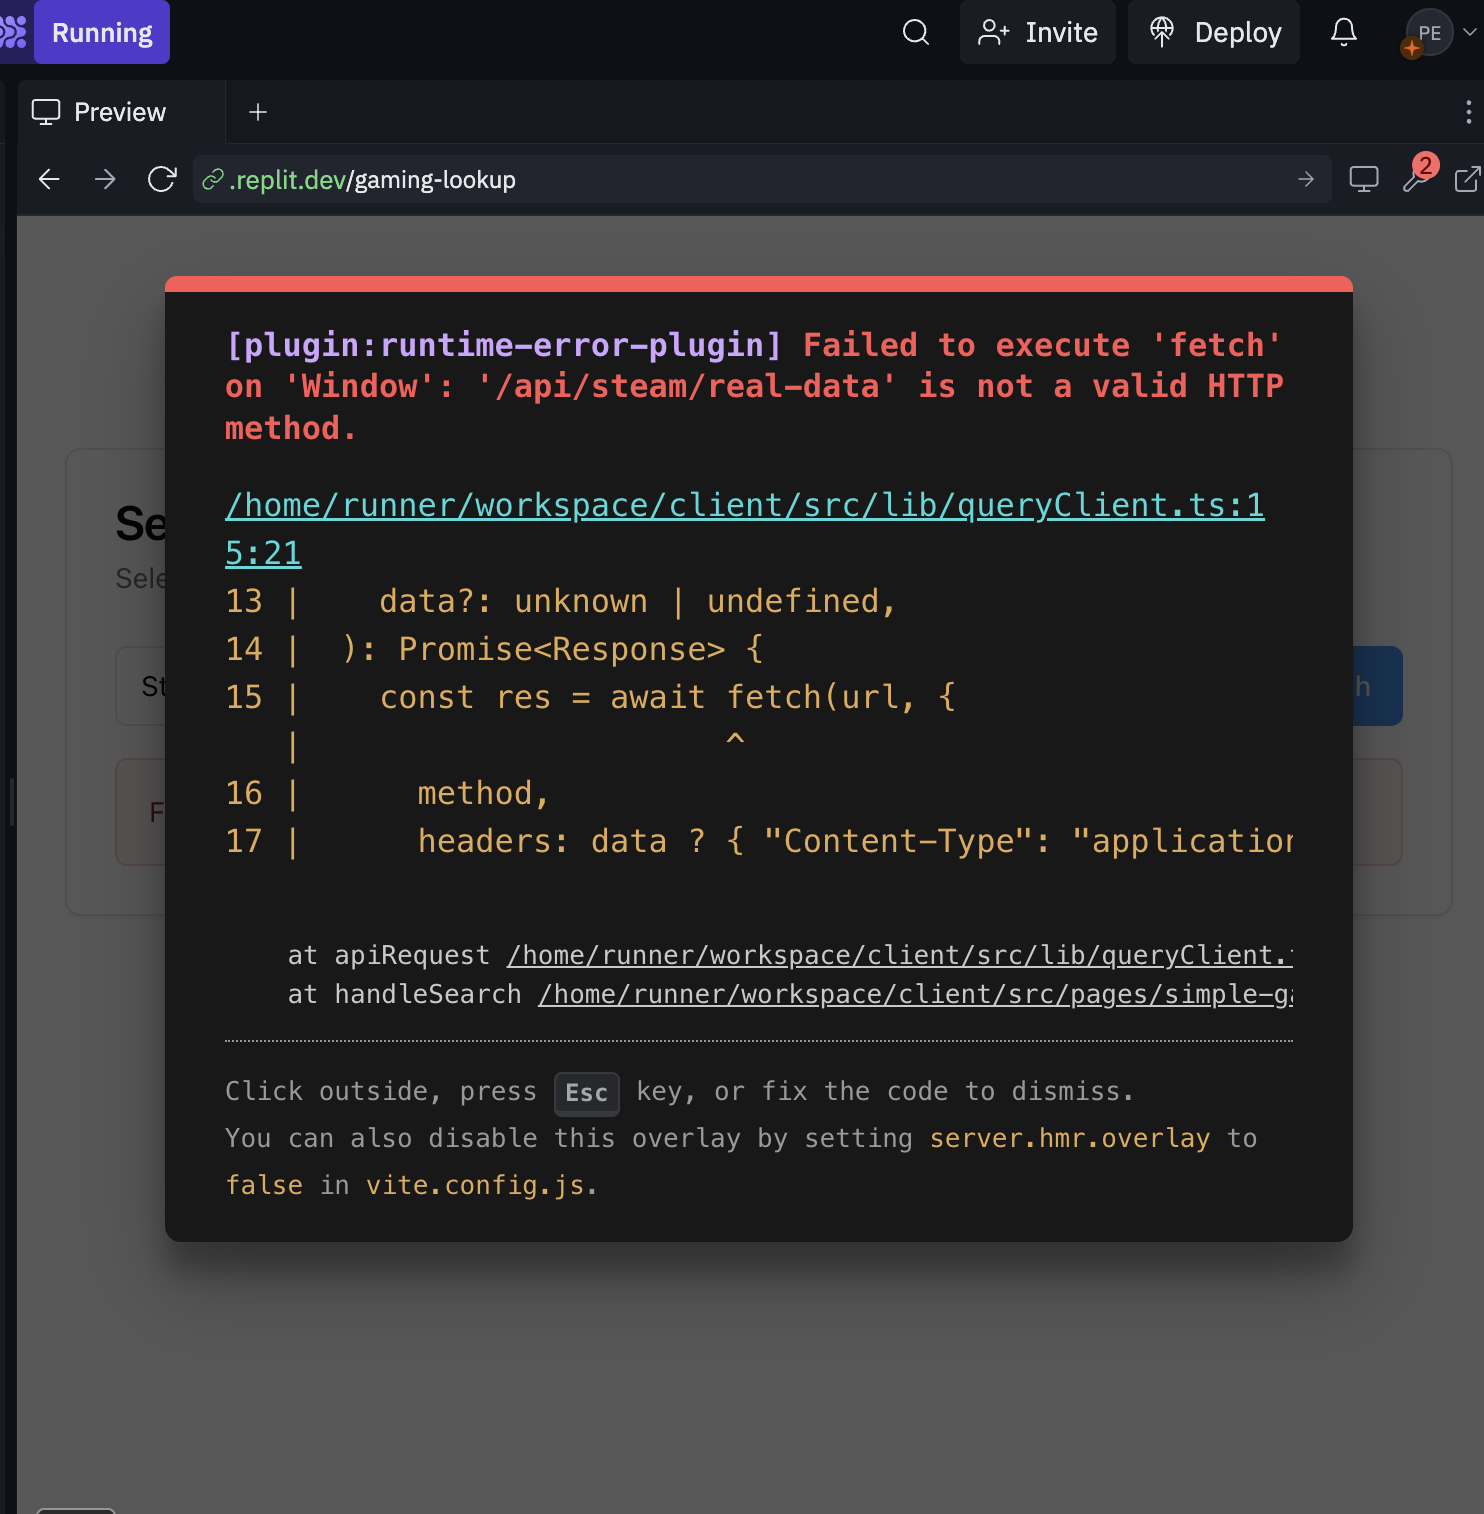 Running
Invite
Deploy
PE
Preview
.replit.dev/gaming-lookup
2
[plugin:runtime-error-plugin] Failed to execute 'fetch'
on 'Window': '/api/steam/real-data' is not a valid HTTP
method.
/home/runner/workspace/client/src/lib/queryClient.ts:1
5:21
13 |    data?: unknown | undefined,
14 |  ): Promise<Response> {
15 |    const res = await fetch(url, {
|                      ^
16 |      method,
17 |      headers: data ? { "Content-Type": "application
at apiRequest /home/runner/workspace/client/src/lib/queryClient.
at handleSearch /home/runner/workspace/client/src/pages/simple-ga
Click outside, press Esc key, or fix the code to dismiss.
You can also disable this overlay by setting server.hmr.overlay to
false in vite.config.js.
Se
Sele
St
h
F